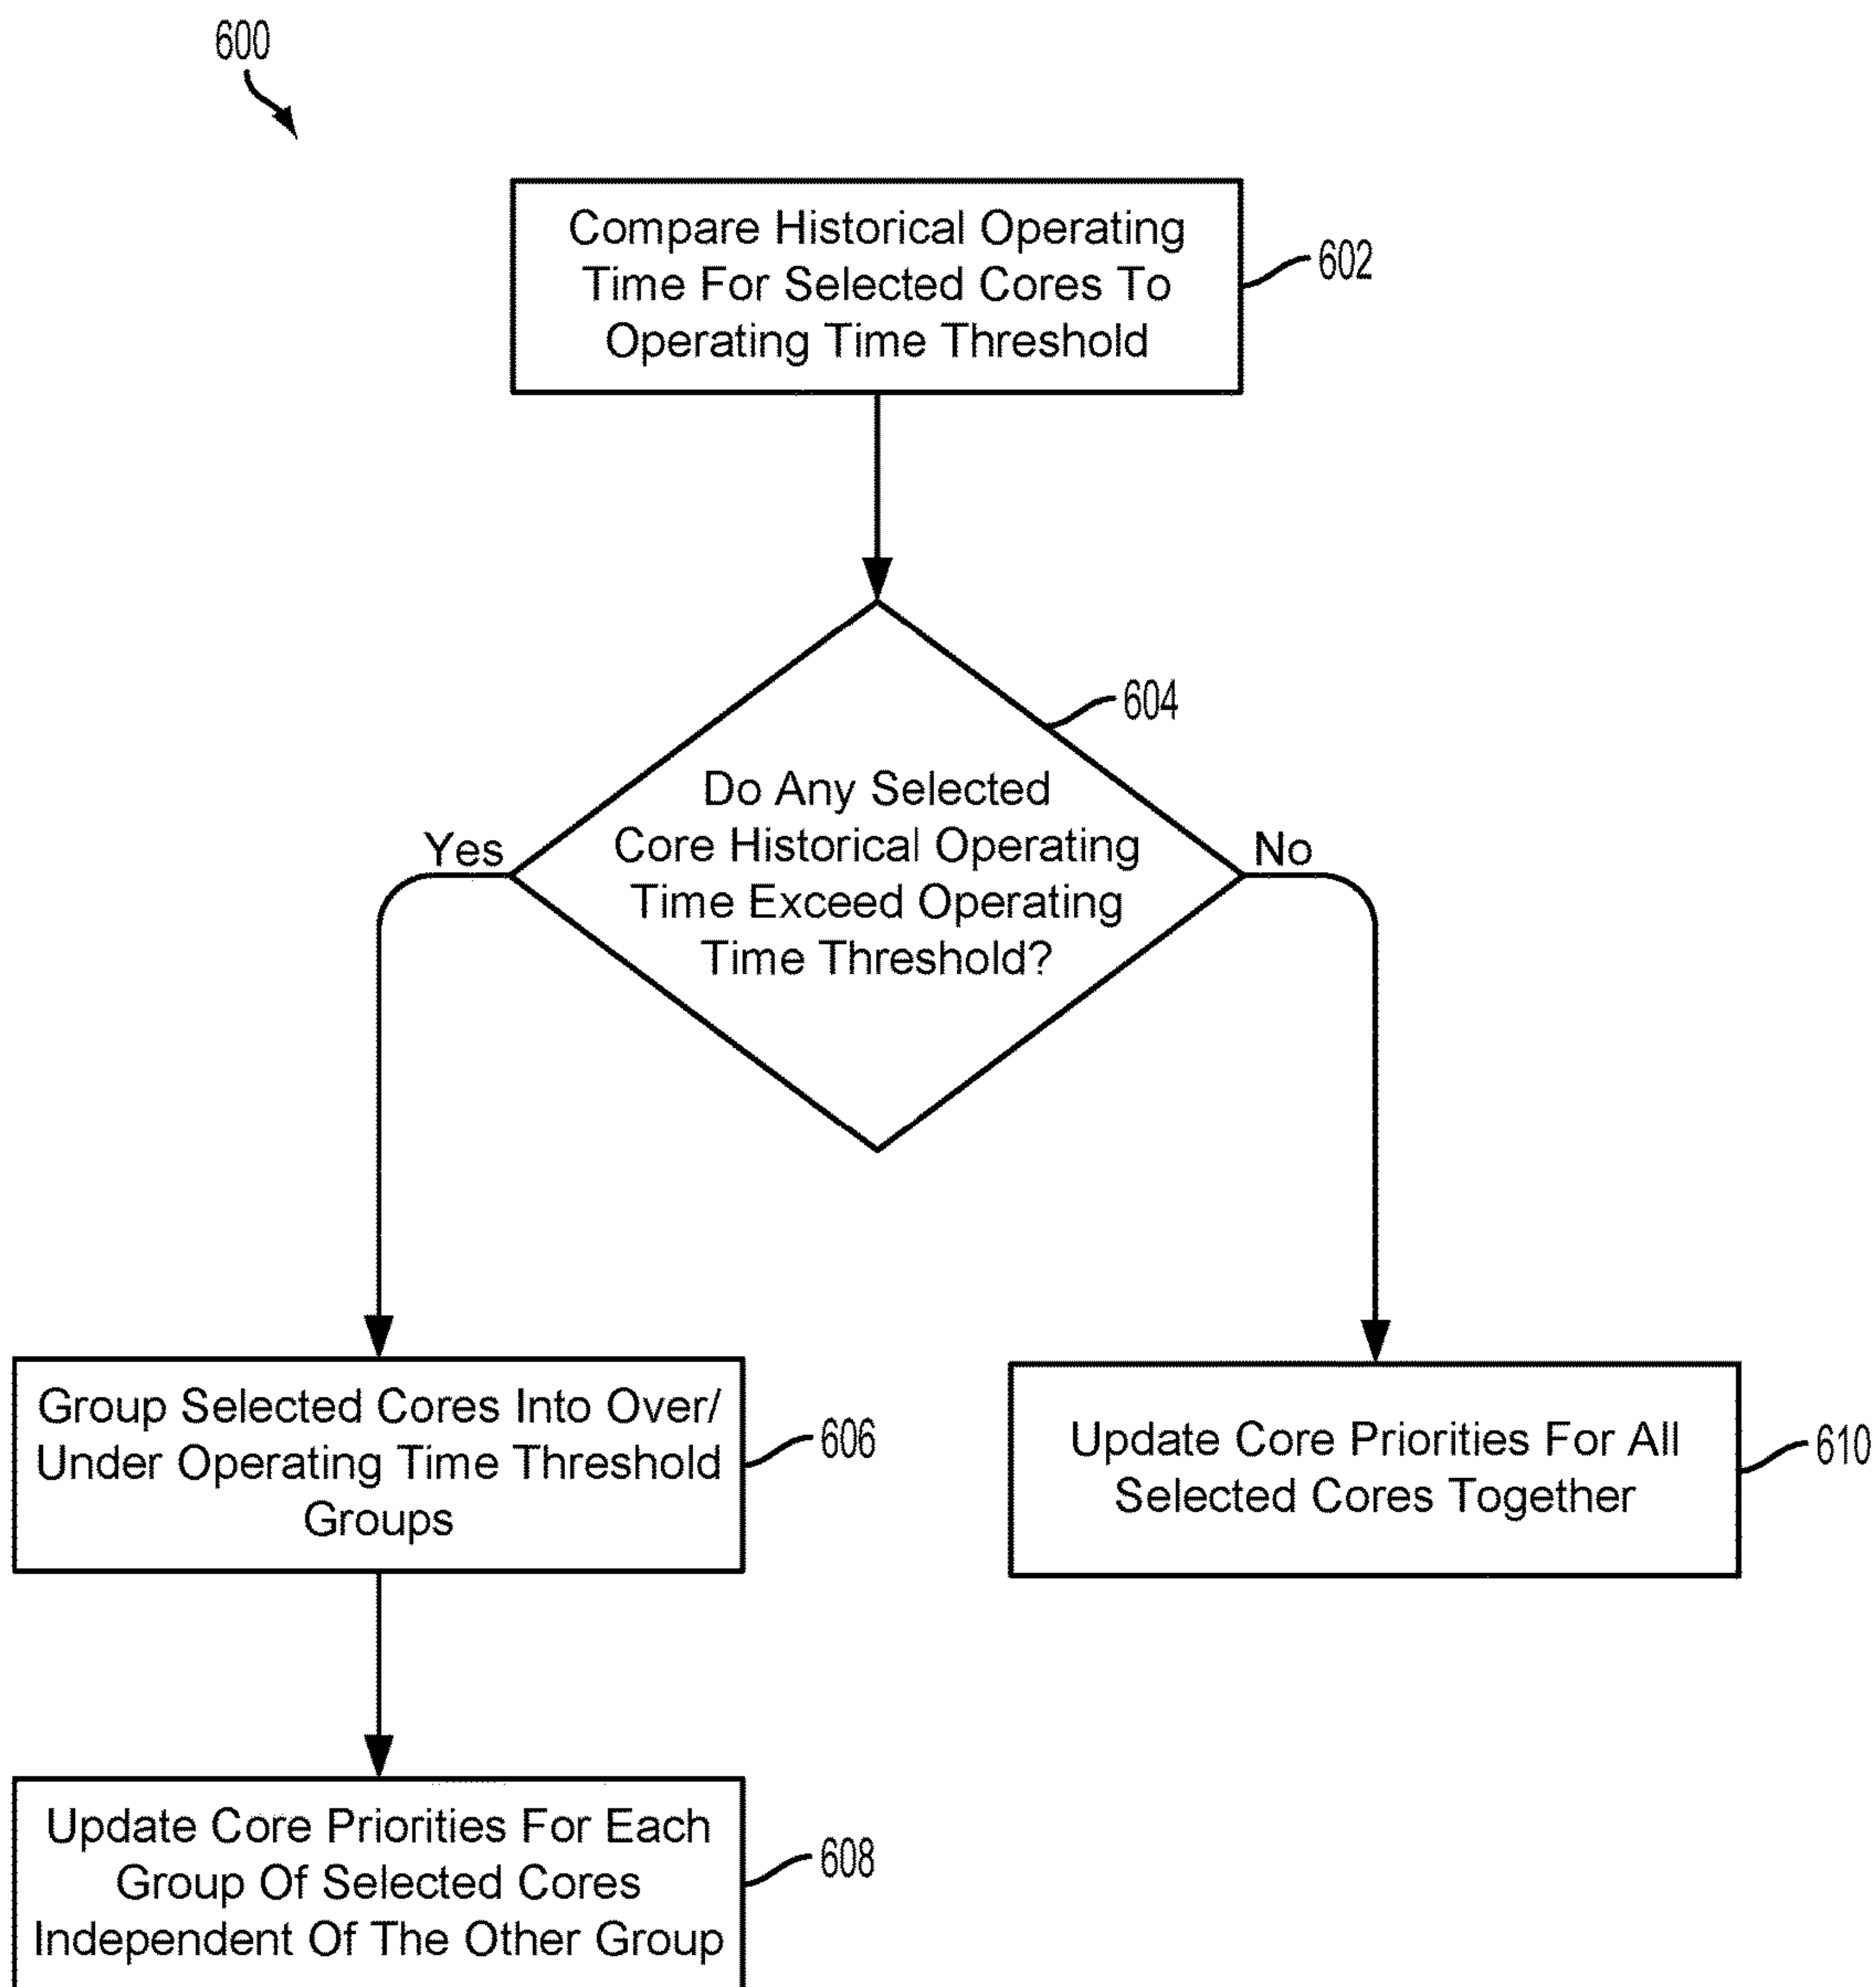 600
Compare Historical Operating
Time For Selected Cores To
Operating Time Threshold
602
604
Do Any Selected
Core Historical Operating
Time Exceed Operating
Time Threshold?
Yes
No
Group Selected Cores Into Over/
Under Operating Time Threshold
Groups
606
Update Core Priorities For All
Selected Cores Together
610
Update Core Priorities For Each
Group Of Selected Cores
Independent Of The Other Group
608